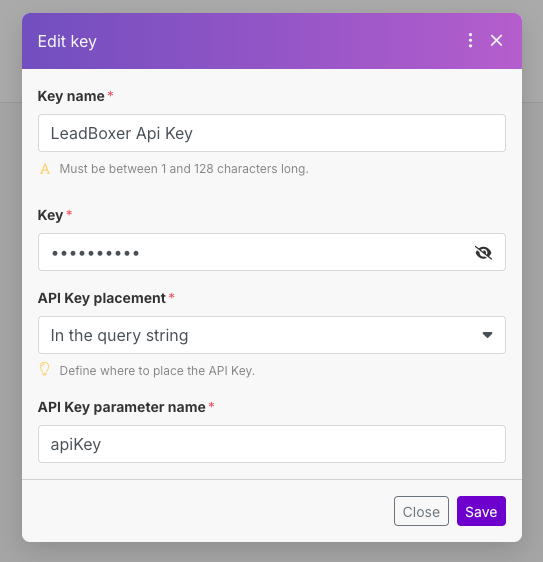 Edit key
Key name *
LeadBoxer Api Key
A Must be between 1 and 128 characters long.
Key *
••••••••••
API Key placement *
In the query string
Define where to place the API Key.
API Key parameter name *
apiKey
Close Save